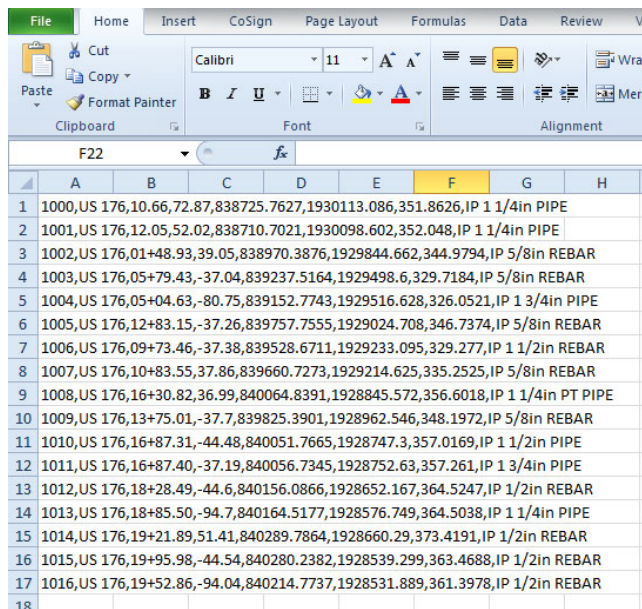 File Home Insert CoSign Page Layout Formulas Data Review
Cut
Copy
Format Painter
Paste
Clipboard
Calibri 11 A A
B I U A
Font
Wra
Mer
Alignment
F22 fx
A B C D E F G H
1 1000,US 176,10.66,72.87,838725.7627,1930113.086,351.8626,IP 1 1/4in PIPE
2 1001,US 176,12.05,52.02,838710.7021,1930098.602,352.048,IP 1 1/4in PIPE
3 1002,US 176,01+48.93,39.05,838970.3876,1929844.662,344.9794,IP 5/8in REBAR
4 1003,US 176,05+79.43,-37.04,839237.5164,1929498.6,329.7184,IP 5/8in REBAR
5 1004,US 176,05+04.63,-80.75,839152.7743,1929516.628,326.0521,IP 1 3/4in PIPE
6 1005,US 176,12+83.15,-37.26,839757.7555,1929024.708,346.7374,IP 5/8in REBAR
7 1006,US 176,09+73.46,-37.38,839528.6711,1929233.095,329.277,IP 1 1/2in REBAR
8 1007,US 176,10+83.55,37.86,839660.7273,1929214.625,335.2525,IP 5/8in REBAR
9 1008,US 176,16+30.82,36.99,840064.8391,1928845.572,356.6018,IP 1 1/4in PT PIPE
10 1009,US 176,13+75.01,-37.7,839825.3901,1928962.546,348.1972,IP 5/8in REBAR
11 1010,US 176,16+87.31,-44.48,840051.7665,1928747.3,357.0169,IP 1 1/2in PIPE
12 1011,US 176,16+87.40,-37.19,840056.7345,1928752.63,357.261,IP 1 3/4in PIPE
13 1012,US 176,18+28.49,-44.6,840156.0866,1928652.167,364.5247,IP 1/2in REBAR
14 1013,US 176,18+85.50,-94.7,840164.5177,1928576.749,364.5038,IP 1 1/4in PIPE
15 1014,US 176,19+21.89,51.41,840289.7864,1928660.29,373.4191,IP 1/2in REBAR
16 1015,US 176,19+95.98,-44.54,840280.2382,1928539.299,363.4688,IP 1/2in REBAR
17 1016,US 176,19+52.86,-94.04,840214.7737,1928531.889,361.3978,IP 1/2in REBAR
18